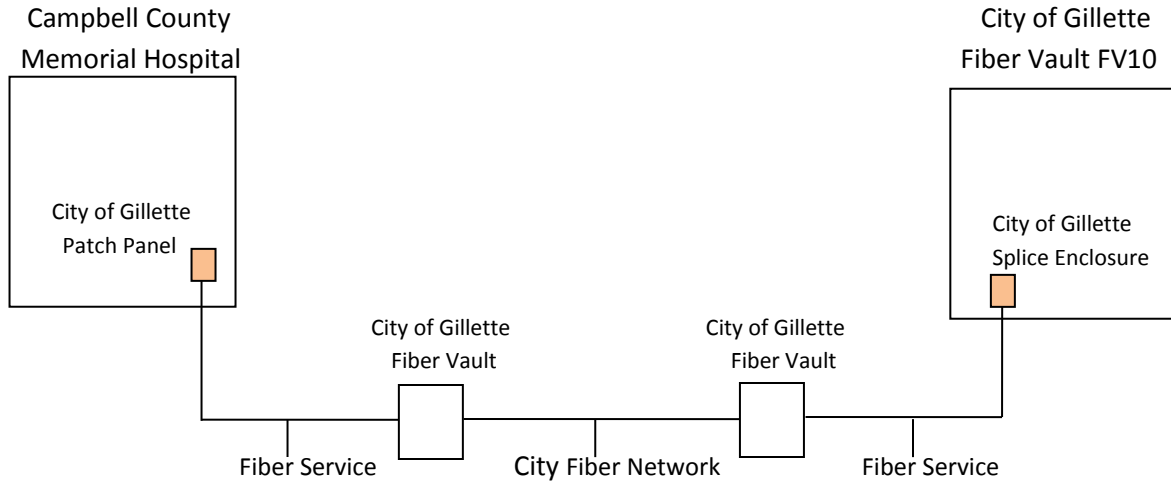 Campbell County
Memorial Hospital
City of Gillette
Fiber Vault FV10
City of Gillette
Patch Panel
City of Gillette
Splice Enclosure
City of Gillette
Fiber Vault
City of Gillette
Fiber Vault
Fiber Service
City Fiber Network
Fiber Service